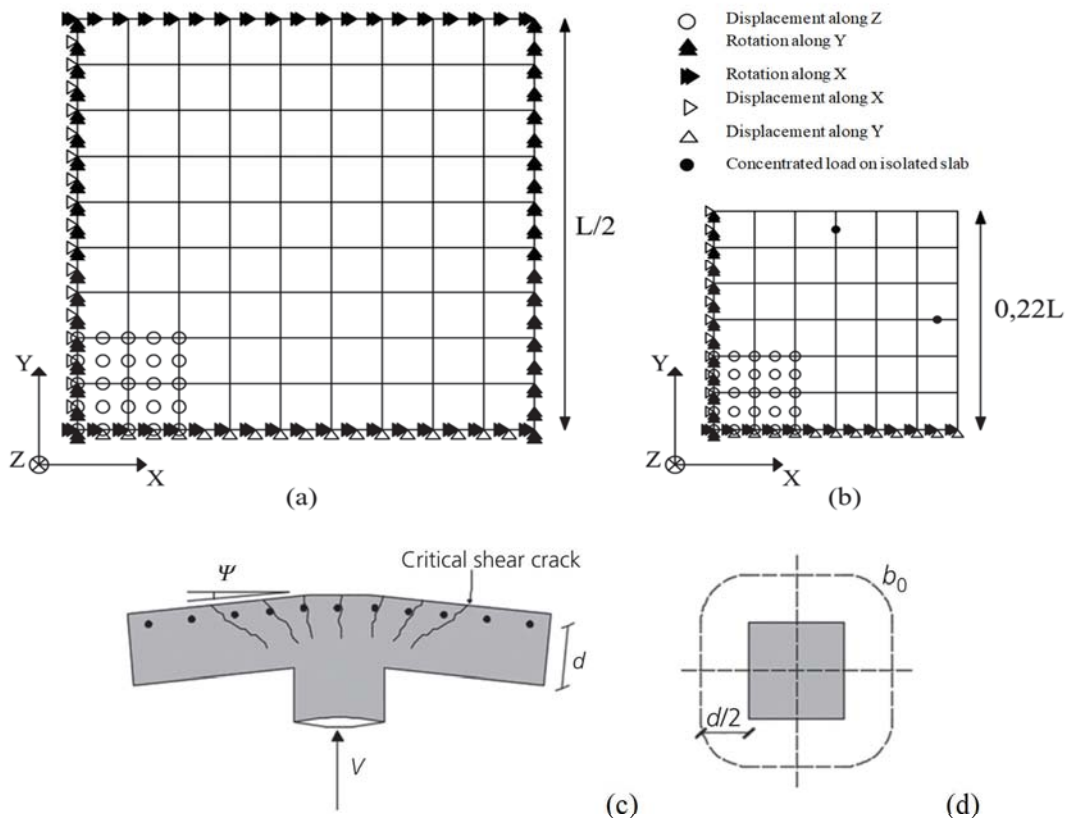 Displacement along Z
Rotation along Y
Rotation along X
Displacement along X
Displacement along Y
Concentrated load on isolated slab
L/2
Y
Z
X
(a)
0,22L
Y
Z
X
(b)
Critical shear crack
Ψ
d
V
(c)
b0
d/2
(d)